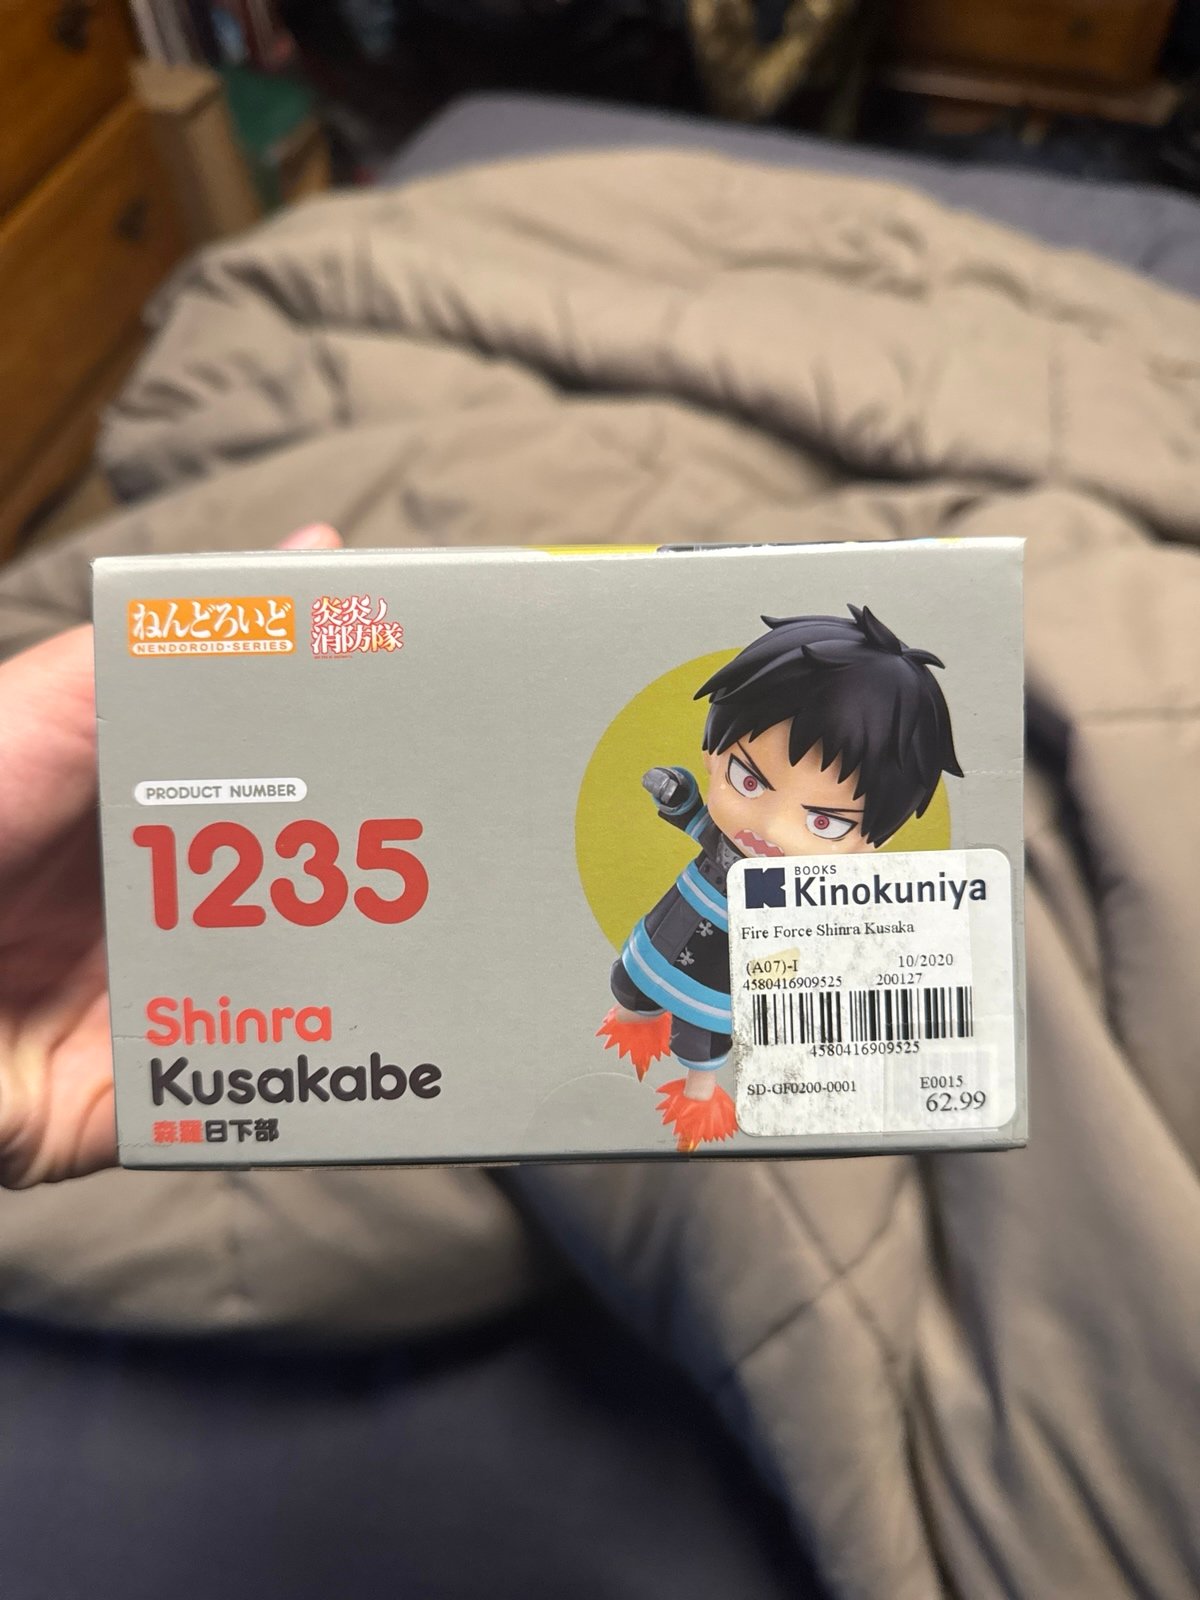 ねんどろいど
NENDOROID·SERIES
炎炎ノ
消防隊
PRODUCT NUMBER
1235
Shinra
Kusakabe
森羅日下部
BOOKS
Kinokuniya
Fire Force Shinra Kusaka
(A07)-I 10/2020
4580416909525 200127
4580416909525
SD-GF0200-0001 E0015
62.99